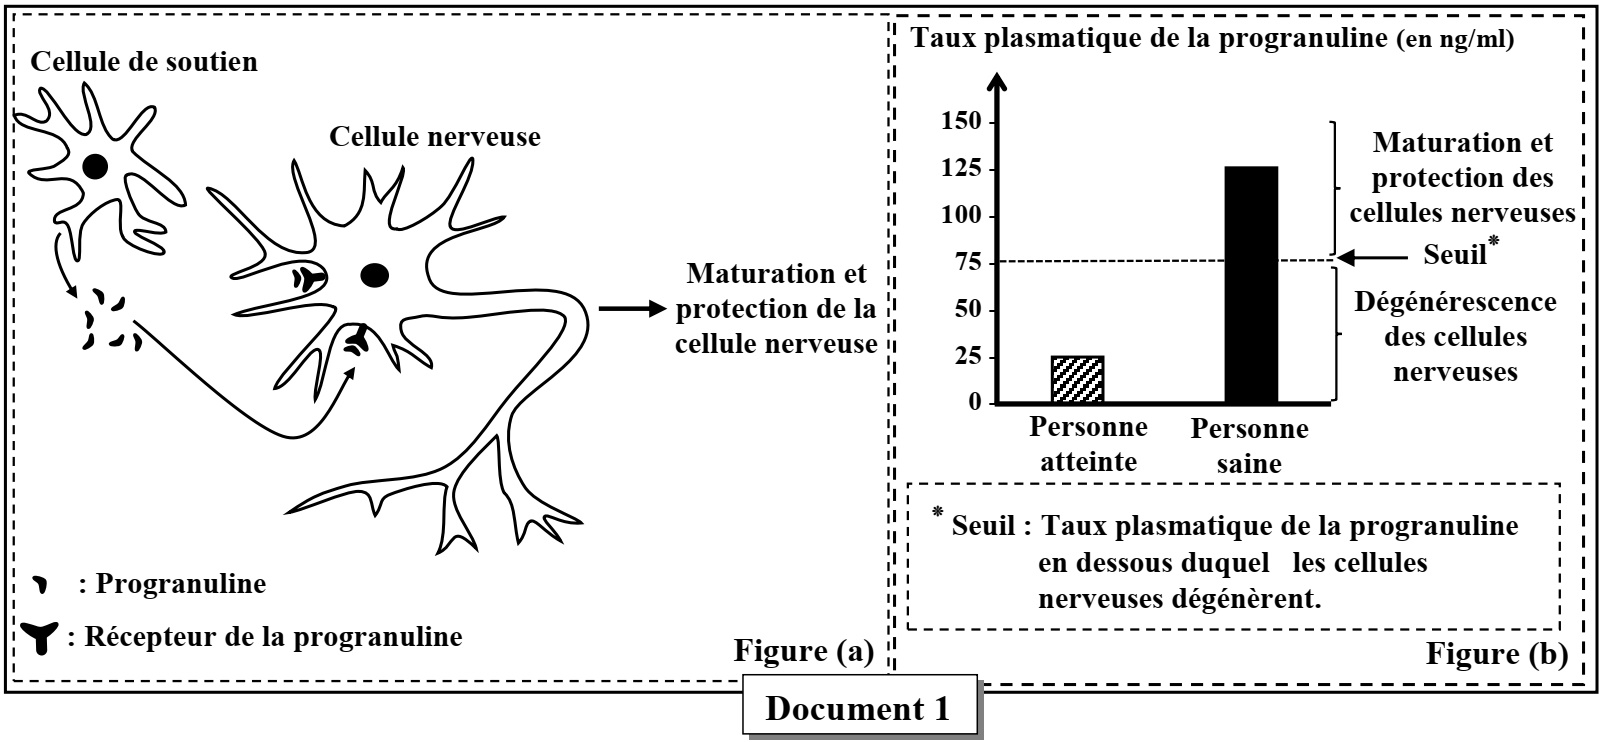 Cellule de soutien
Cellule nerveuse
Maturation et
protection de la
cellule nerveuse
: Progranuline
: Récepteur de la progranuline
Figure (a)
Taux plasmatique de la progranuline (en ng/ml)
150
125
100
75
50
25
0
Maturation et
protection des
cellules nerveuses
Seuil*
Dégénérescence
des cellules
nerveuses
Personne
atteinte
Personne
saine
* Seuil : Taux plasmatique de la progranuline
en dessous duquel les cellules
nerveuses dégénèrent.
Figure (b)
Document 1